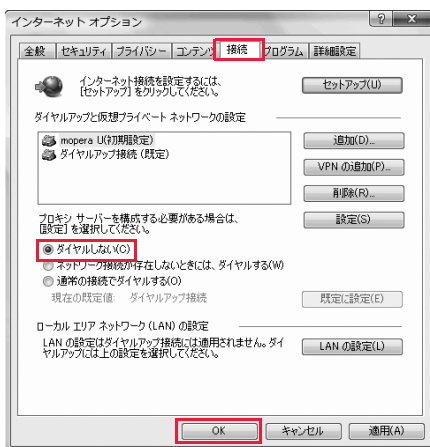 インターネット オプション
全般 セキュリティ プライバシー コンテンツ 接続 プログラム 詳細設定
インターネット接続を設定するには、
[セットアップ] をクリックしてください。
セットアップ(U)
ダイヤルアップと仮想プライベート ネットワークの設定
mopera U(初期設定)
ダイヤルアップ接続 (既定)
追加(D)...
VPN の追加(P)...
削除(R)...
設定(S)
プロキシ サーバーを構成する必要がある場合は、
[設定] を選択してください。
ダイヤルしない(C)
ネットワーク接続が存在しないときには、ダイヤルする(W)
通常の接続でダイヤルする(O)
現在の既定値: ダイヤルアップ接続
既定に設定(E)
ローカル エリア ネットワーク (LAN) の設定
LAN の設定はダイヤルアップ接続には適用されません。ダイ
ヤルアップには上の設定を選択してください。
LAN の設定(L)
OK キャンセル 適用(A)